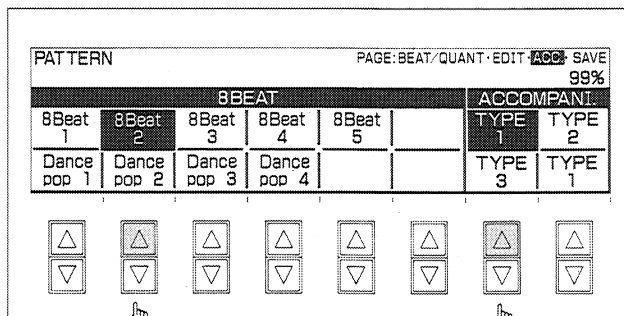 PATTERN PAGE:BEAT/QUANT·EDIT·ACC·SAVE
99%
8BEAT ACCOMPANI.
8Beat 1 8Beat 2 8Beat 3 8Beat 4 8Beat 5 TYPE 1 TYPE 2
Dance pop 1 Dance pop 2 Dance pop 3 Dance pop 4 TYPE 3 TYPE 1